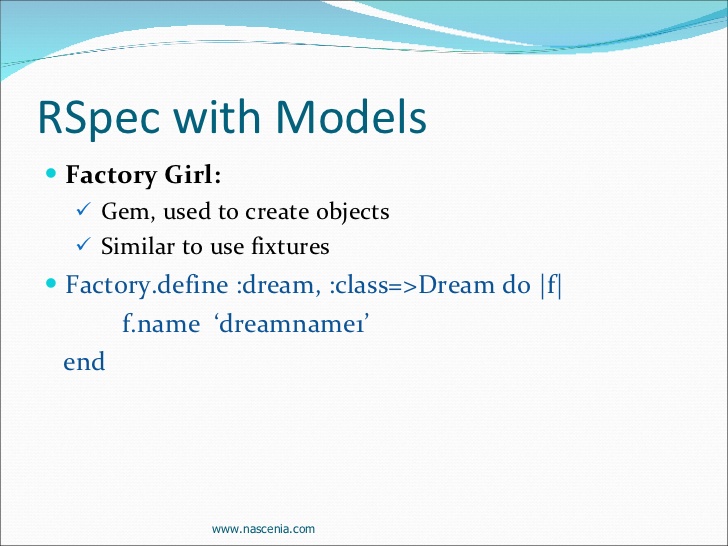 RSpec with Models
• Factory Girl:
✓ Gem, used to create objects
✓ Similar to use fixtures
• Factory.define :dream, :class=>Dream do |f|
f.name ‘dreamname1’
end
www.nascenia.com